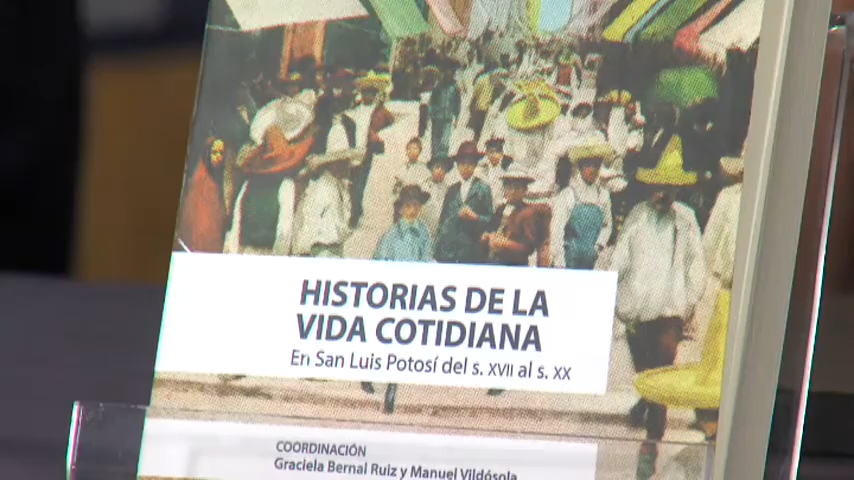 HISTORIAS DE LA
VIDA COTIDIANA
En San Luis Potosí del s. XVII al s. XX
COORDINACIÓN
Graciela Bernal Ruiz y Manuel Vildósola